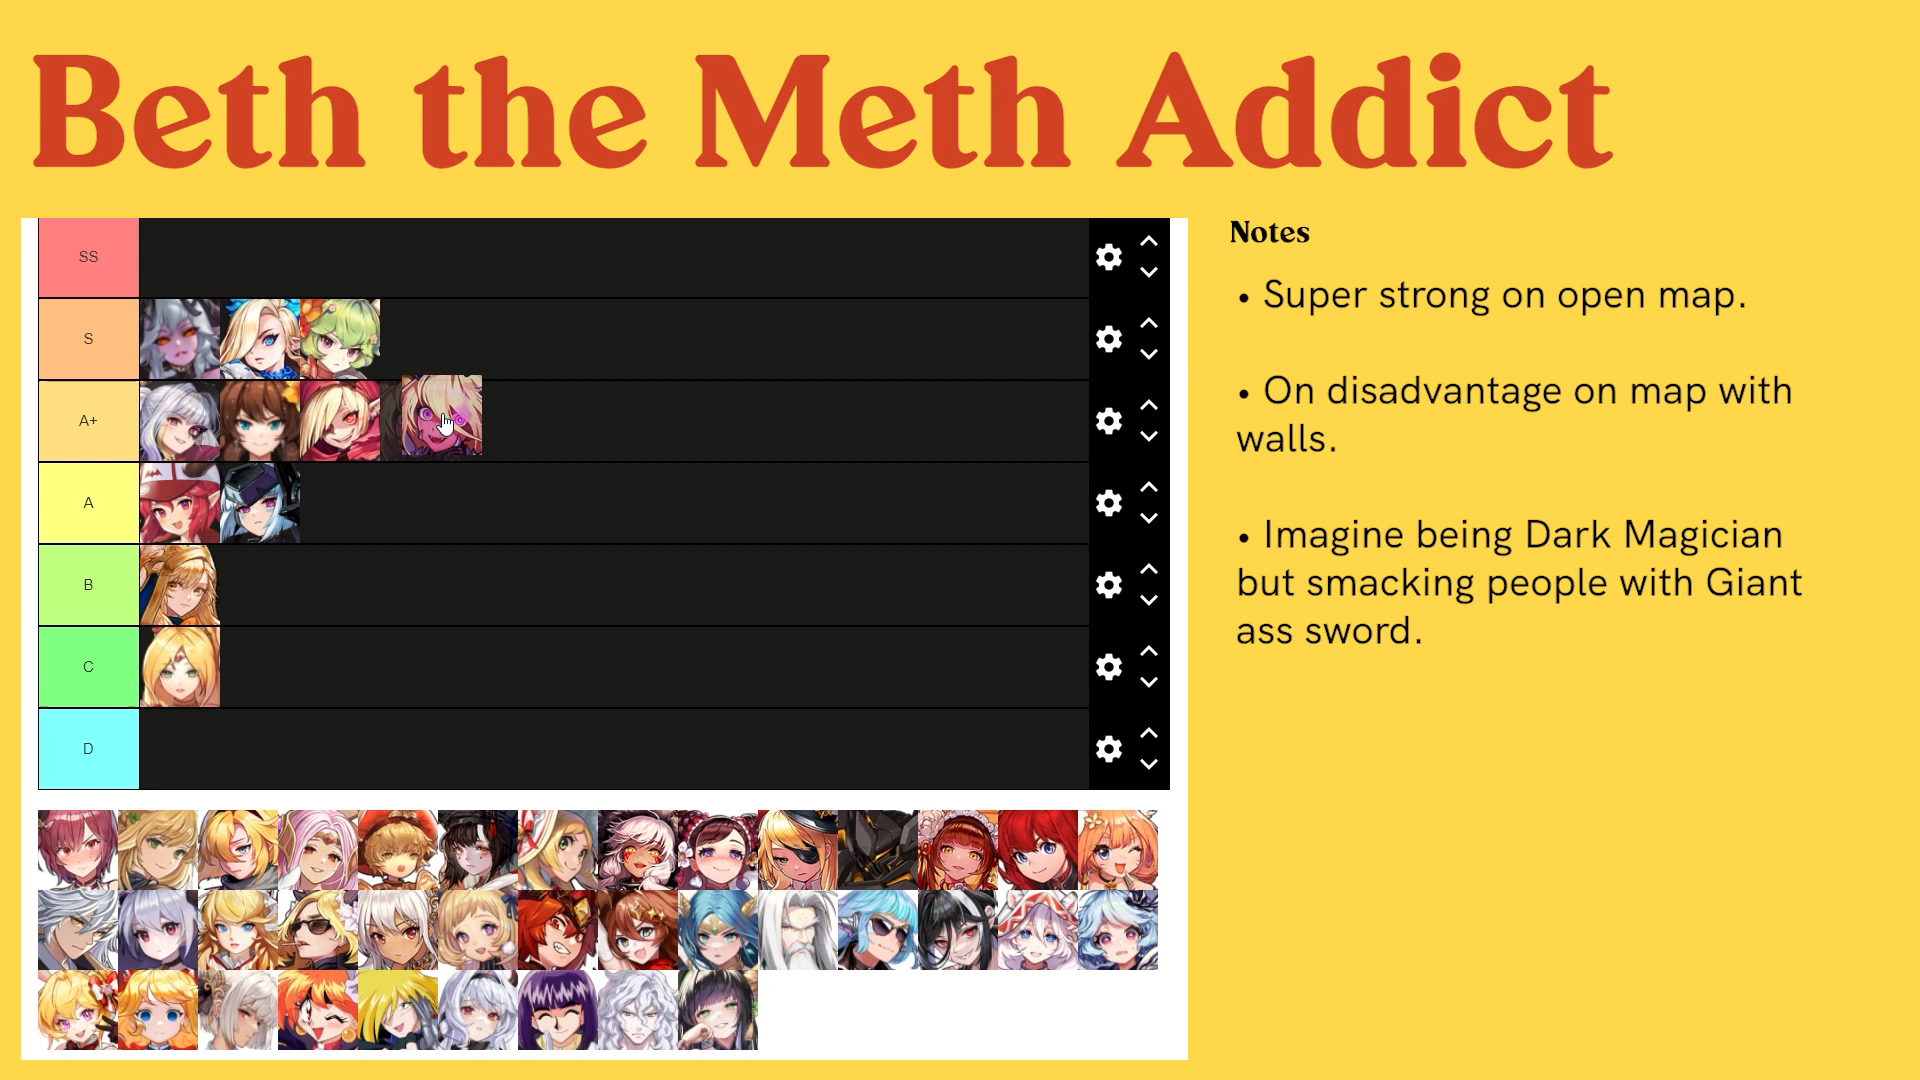 Beth the Meth Addict
SS
S
A+
A
B
C
D
Notes
• Super strong on open map.
• On disadvantage on map with
walls.
• Imagine being Dark Magician
but smacking people with Giant
ass sword.